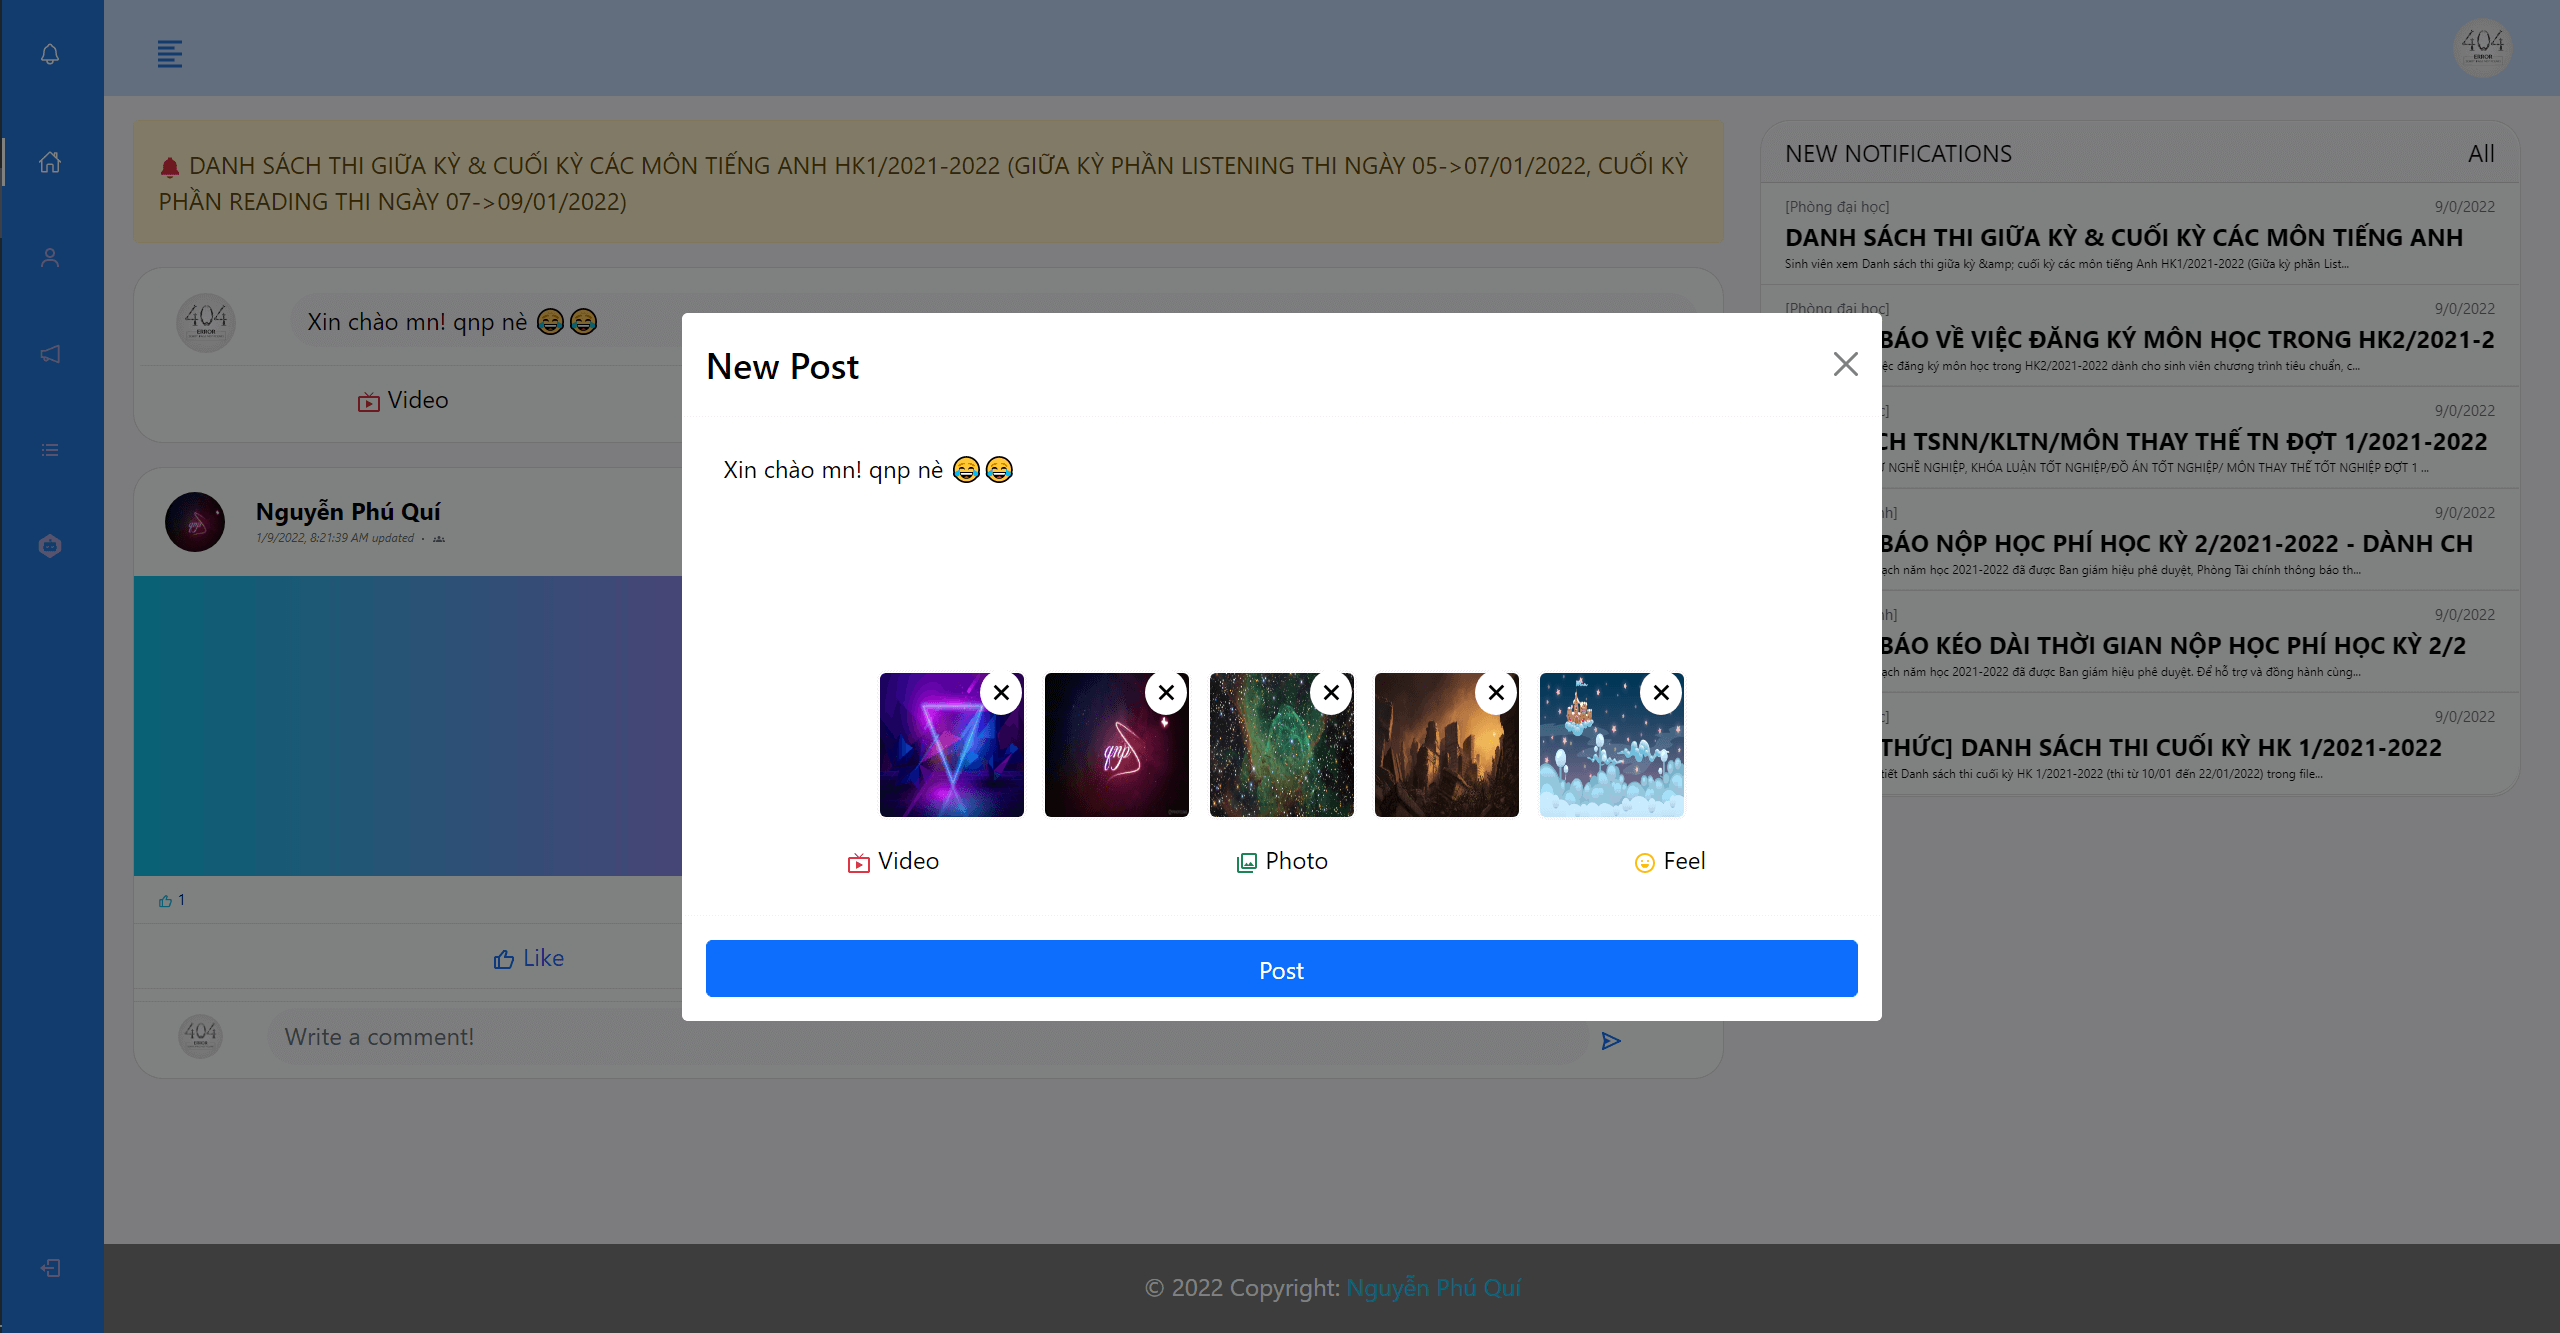 🔔 DANH SÁCH THI GIỮA KỲ & CUỐI KỲ CÁC MÔN TIẾNG ANH HK1/2021-2022 (GIỮA KỲ PHẦN LISTENING THI NGÀY 05->07/01/2022, CUỐI KỲ
PHẦN READING THI NGÀY 07->09/01/2022)
404
ERROR
Xin chào mn! qnp nè 😂😂
Video
Nguyễn Phú Quí
1/9/2022, 8:21:39 AM updated ·
1
Like
404
Write a comment!
New Post
Xin chào mn! qnp nè 😂😂
qnp
Video
Photo
Feel
Post
404
ERROR
NEW NOTIFICATIONS All
[Phòng đại học] 9/0/2022
DANH SÁCH THI GIỮA KỲ & CUỐI KỲ CÁC MÔN TIẾNG ANH
Sinh viên xem Danh sách thi giữa kỳ &amp; cuối kỳ các môn tiếng Anh HK1/2021-2022 (Giữa kỳ phần List...
[Phòng đại học] 9/0/2022
BÁO VỀ VIỆC ĐĂNG KÝ MÔN HỌC TRONG HK2/2021-2
đăng ký môn học trong HK2/2021-2022 dành cho sinh viên chương trình tiêu chuẩn, c...
9/0/2022
CH TSNN/KLTN/MÔN THAY THẾ TN ĐỢT 1/2021-2022
NGHỀ NGHIỆP, KHÓA LUẬN TỐT NGHIỆP/ĐỒ ÁN TỐT NGHIỆP/ MÔN THAY THẾ TỐT NGHIỆP ĐỢT 1 ...
9/0/2022
BÁO NỘP HỌC PHÍ HỌC KỲ 2/2021-2022 - DÀNH CH
ạch năm học 2021-2022 đã được Ban giám hiệu phê duyệt, Phòng Tài chính thông báo th...
9/0/2022
BÁO KÉO DÀI THỜI GIAN NỘP HỌC PHÍ HỌC KỲ 2/2
ạch năm học 2021-2022 đã được Ban giám hiệu phê duyệt. Để hỗ trợ và đồng hành cùng...
9/0/2022
THỨC] DANH SÁCH THI CUỐI KỲ HK 1/2021-2022
tiết Danh sách thi cuối kỳ HK 1/2021-2022 (thi từ 10/01 đến 22/01/2022) trong file...
© 2022 Copyright: Nguyễn Phú Quí